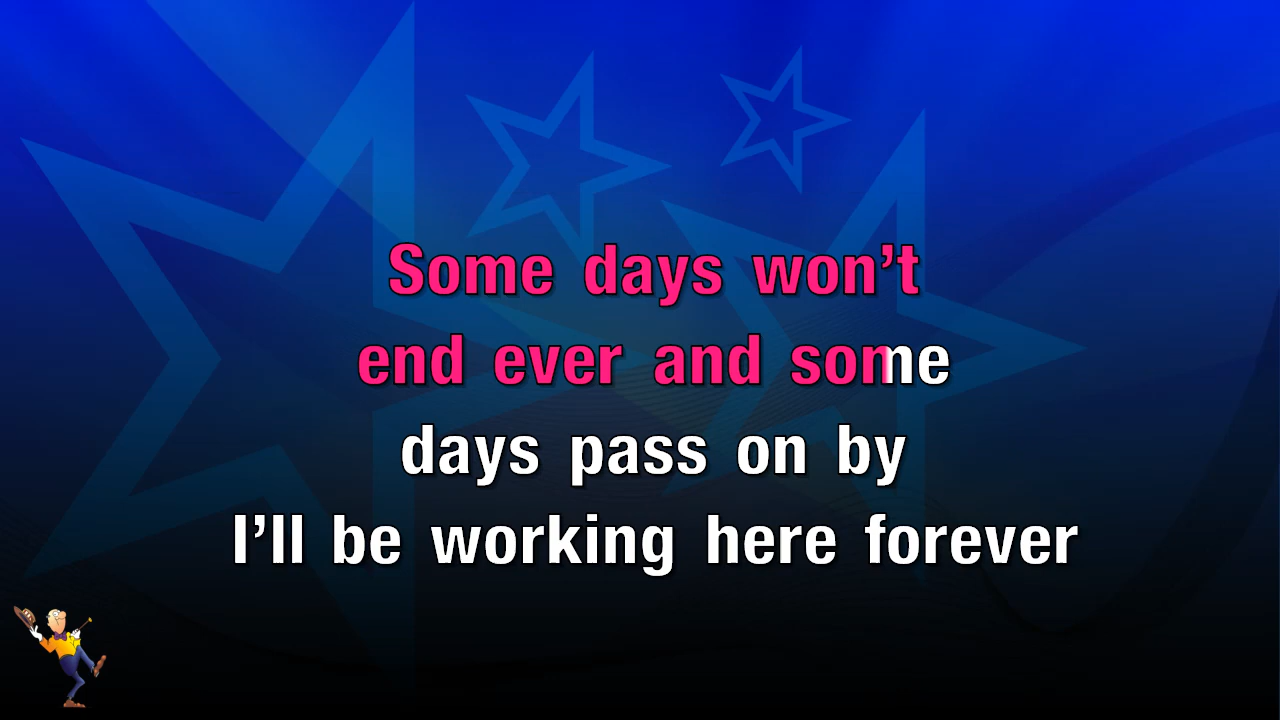 Some days won’t
end ever and some
days pass on by
I’ll be working here forever